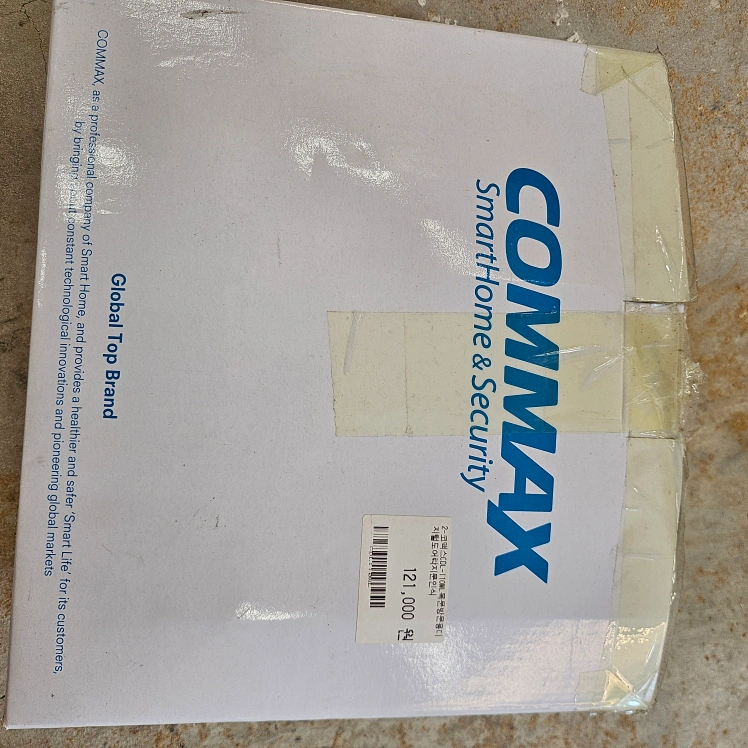 COMMAX
SmartHome & Security
121,000 원
Global Top Brand
COMMAX, as a professional company of Smart Home, and provides a healthier and safer 'Smart Life' for its customers,
by bringing about constant technological innovations and pioneering global markets